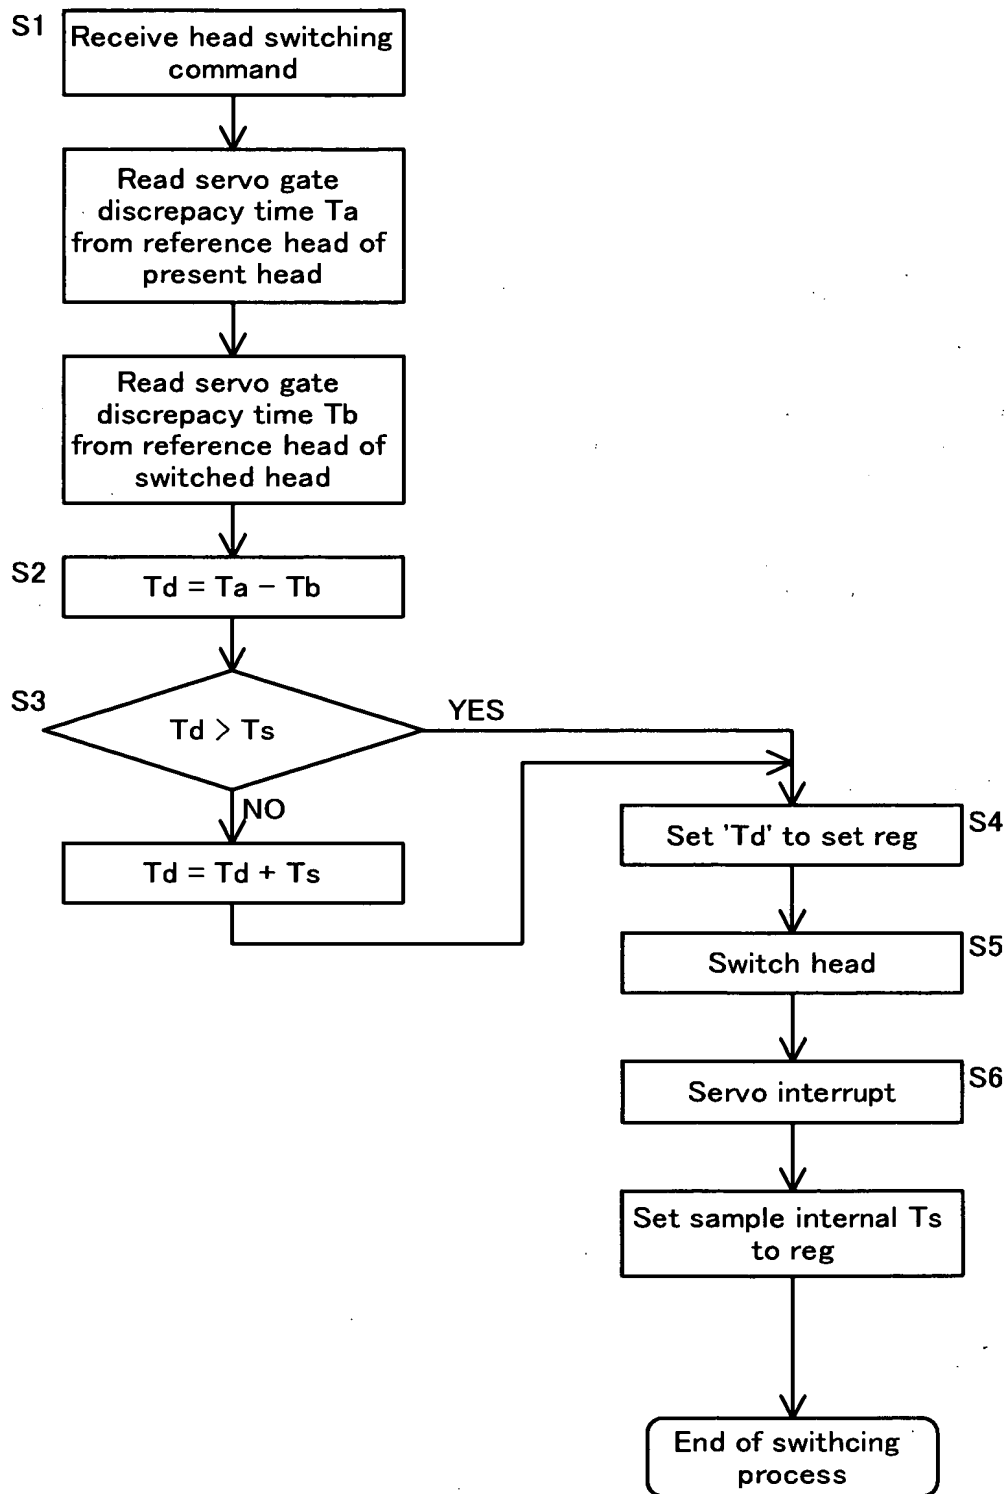 S1
Receive head switching
command
Read servo gate
discrepacy time Ta
from reference head of
present head
Read servo gate
discrepacy time Tb
from reference head of
switched head
S2
Td = Ta − Tb
S3
Td > Ts
YES
NO
Td = Td + Ts
Set 'Td' to set reg
S4
Switch head
S5
Servo interrupt
S6
Set sample internal Ts
to reg
End of swithcing
process